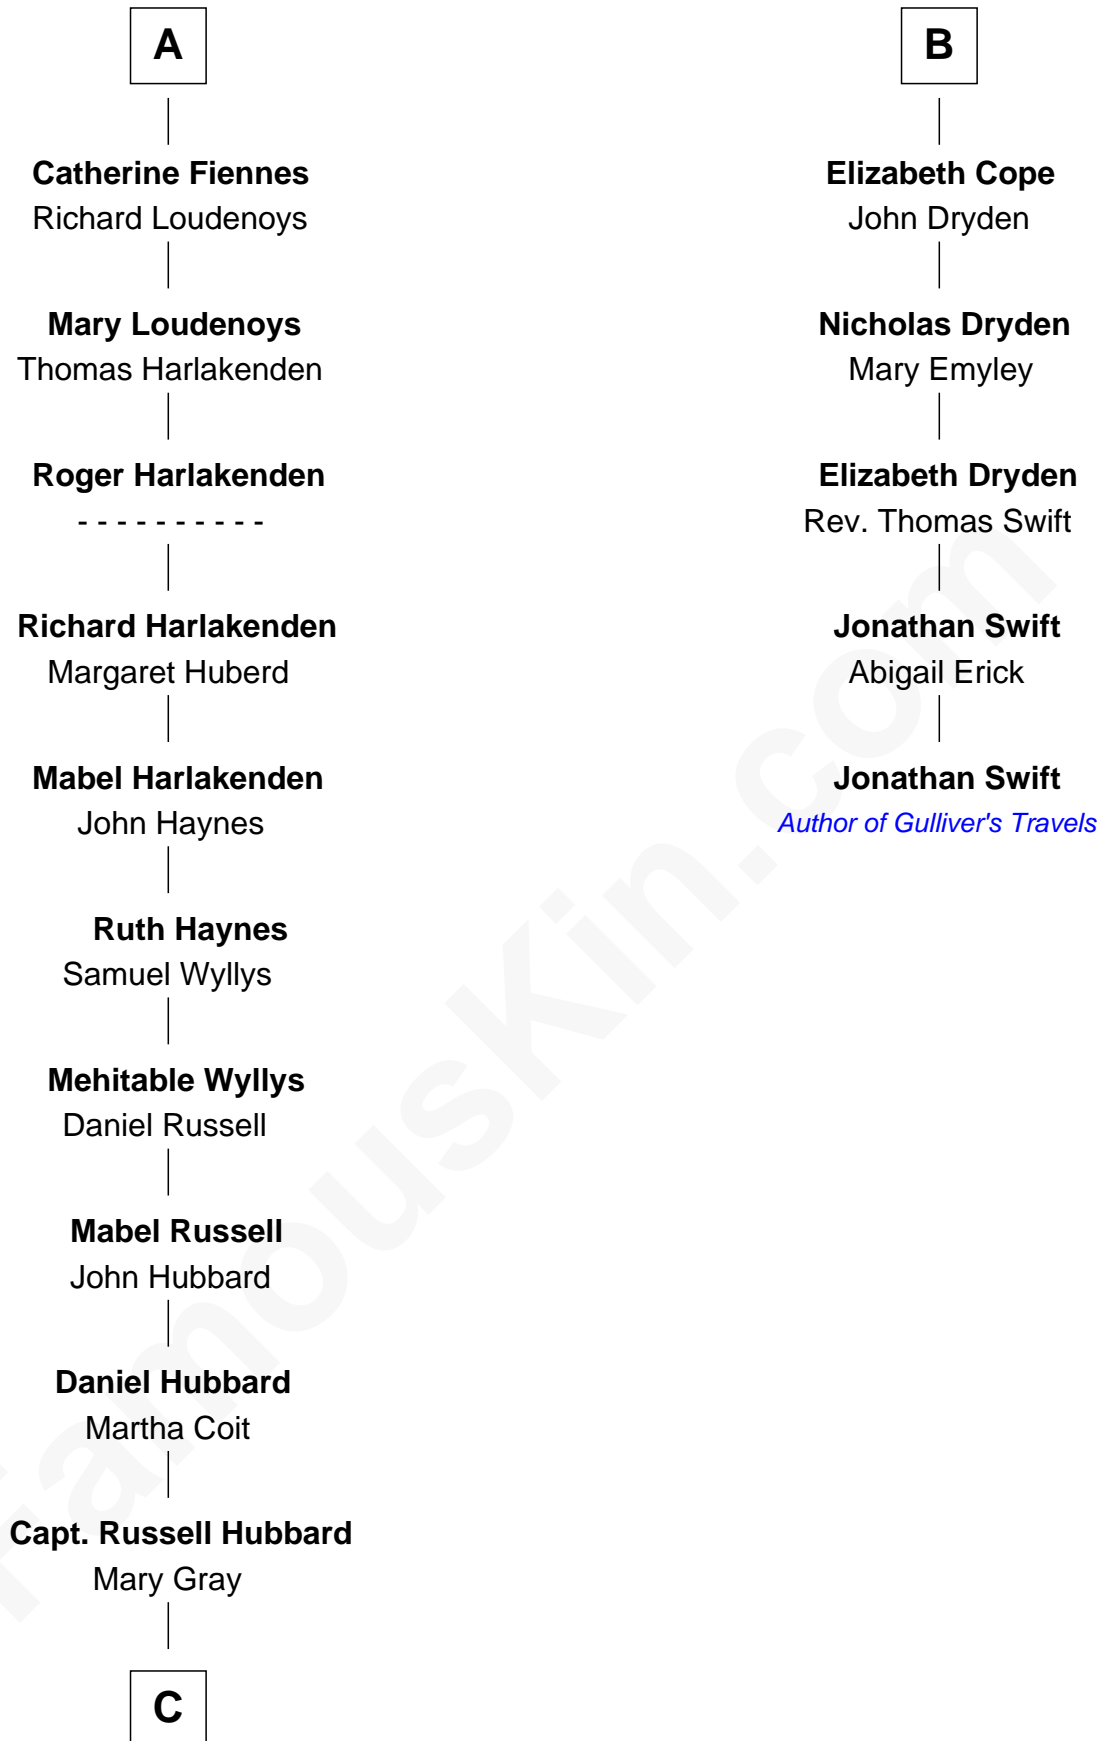 A
Catherine Fiennes
Richard Loudenoys
Mary Loudenoys
Thomas Harlakenden
Roger Harlakenden
- - - - - - - - - -
Richard Harlakenden
Margaret Huberd
Mabel Harlakenden
John Haynes
Ruth Haynes
Samuel Wyllys
Mehitable Wyllys
Daniel Russell
Mabel Russell
John Hubbard
Daniel Hubbard
Martha Coit
Capt. Russell Hubbard
Mary Gray
C
B
Elizabeth Cope
John Dryden
Nicholas Dryden
Mary Emyley
Elizabeth Dryden
Rev. Thomas Swift
Jonathan Swift
Abigail Erick
Jonathan Swift
Author of Gulliver's Travels
FamousKin.com